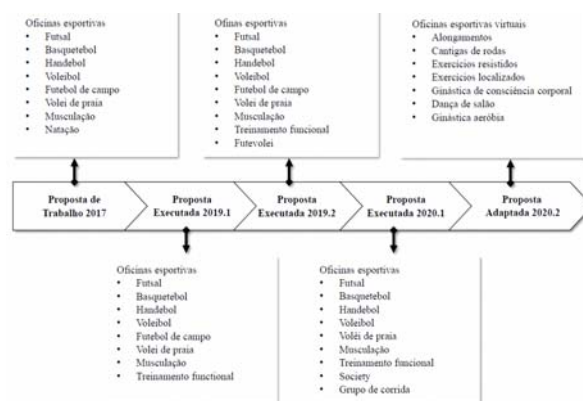 Oficinas esportivas
• Futsal
• Basquetebol
• Handebol
• Voleibol
• Futebol de campo
• Volei de praia
• Musculação
• Natação
Oficinas esportivas
• Futsal
• Basquetebol
• Handebol
• Voleibol
• Futebol de campo
• Volei de praia
• Musculação
• Treinamento funcional
• Futevolei
Oficinas esportivas virtuais
• Alongamentos
• Cantigas de rodas
• Exercícios resistidos
• Exercícios localizados
• Ginástica de consciência corporal
• Dança de salão
• Ginástica aeróbia
Proposta de
Trabalho 2017
Proposta
Executada 2019.1
Proposta
Executada 2019.2
Proposta
Executada 2020.1
Proposta
Adaptada 2020.2
Oficinas esportivas
• Futsal
• Basquetebol
• Handebol
• Voleibol
• Futebol de campo
• Volei de praia
• Musculação
• Treinamento functional
Oficinas esportivas
• Futsal
• Basquetebol
• Handebol
• Voleibol
• Voléi de praia
• Musculação
• Treinamento funcional
• Society
• Grupo de corrida